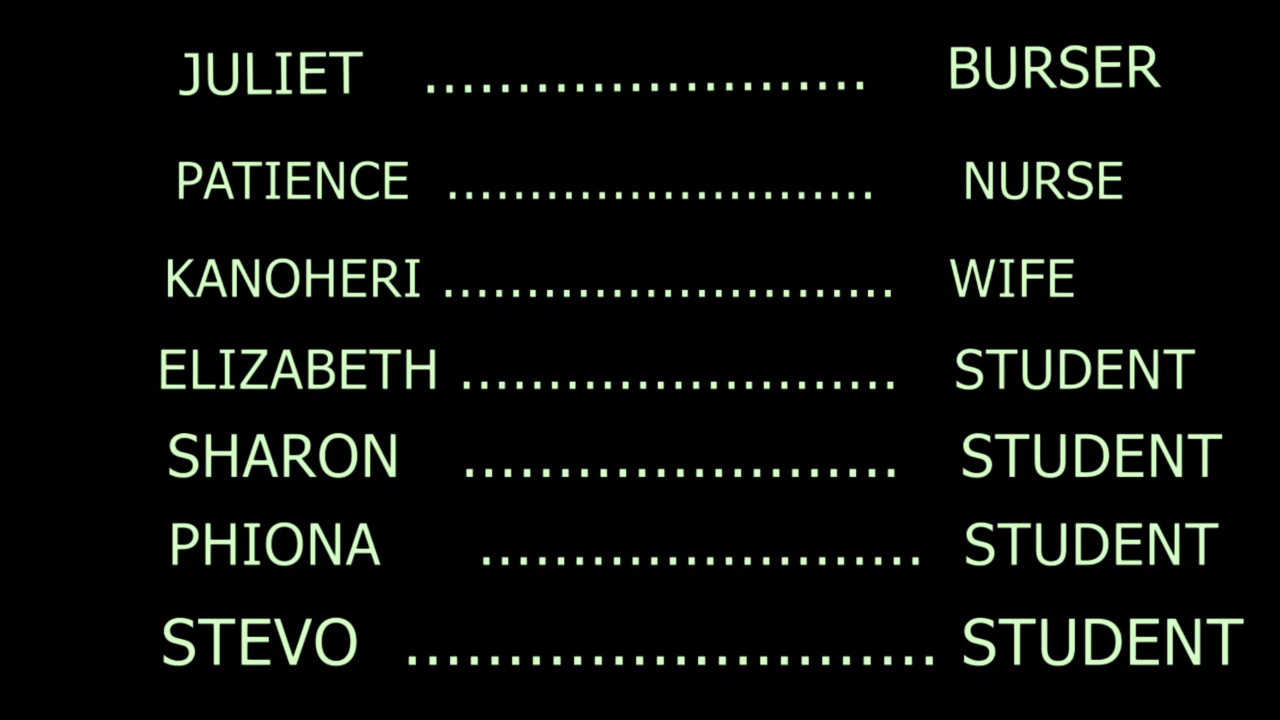 JULIET ........................ BURSER
PATIENCE ......................... NURSE
KANOHERI ........................... WIFE
ELIZABETH ......................... STUDENT
SHARON ....................... STUDENT
PHIONA ........................ STUDENT
STEVO .......................... STUDENT